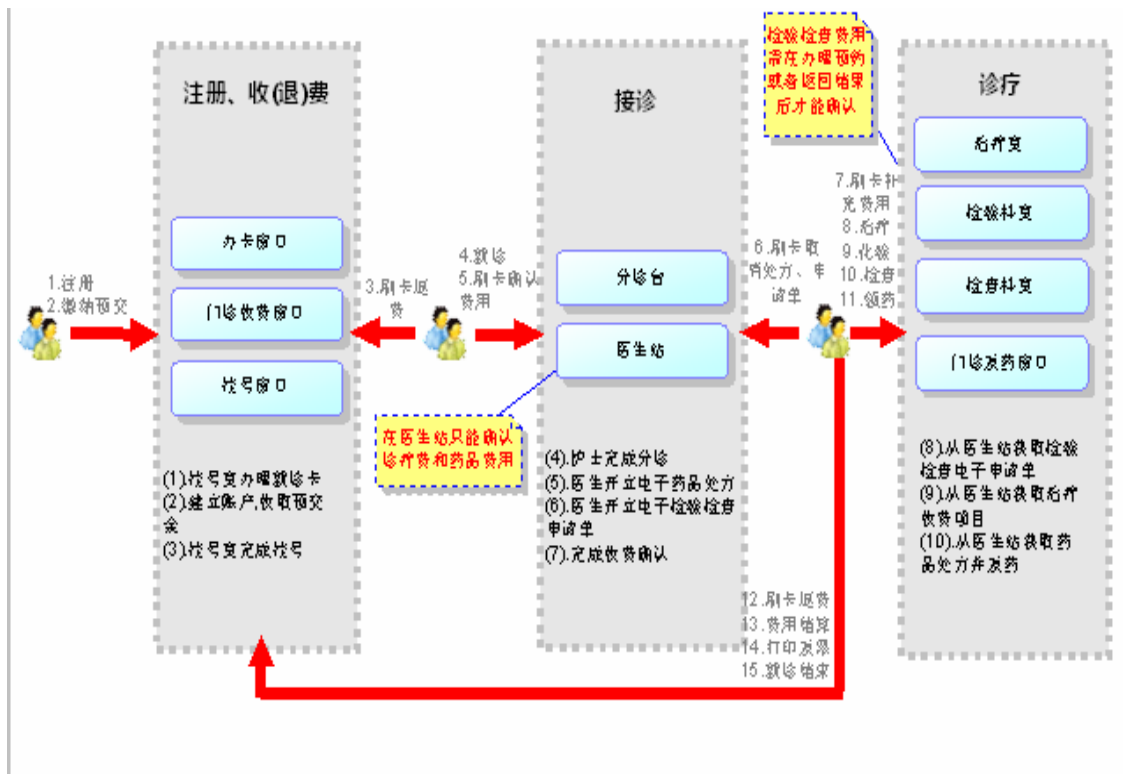 注册、收(退)费
办卡窗口
门诊收费窗口
挂号窗口
(1).挂号室办理就诊卡
(2).建立账户,收取预交
金
(3).挂号室完成挂号
1.注册
2.缴纳预交
3.刷卡退
费
4.就诊
5.刷卡确认
费用
在医生站只能确认
诊疗费和药品费用
接诊
分诊台
医生站
(4).护士完成分诊
(5).医生开立电子药品处方
(6).医生开立电子检验检查
申请单
(7).完成收费确认
6.刷卡取
消处方、申
请单
检验检查费用
需在办理预约
或者返回结果
后才能确认
7.刷卡补
充费用
8.治疗
9.化验
10.检查
11.领药
诊疗
治疗室
检验科室
检查科室
门诊发药窗口
(8).从医生站获取检验
检查电子申请单
(9).从医生站获取治疗
收费项目
(10).从医生站获取药
品处方并发药
12.刷卡退费
13.费用结算
14.打印发票
15.就诊结束